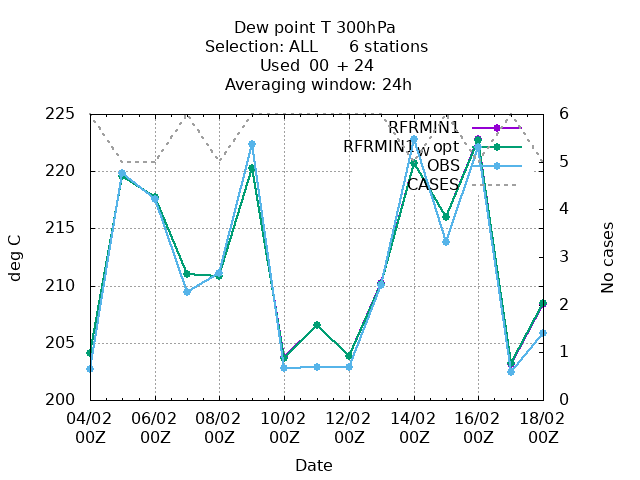 Dew point T 300hPa
Selection: ALL 6 stations
Used 00 + 24
Averaging window: 24h
225
220
215
210
205
200
deg C
6
5
4
3
2
1
0
No cases
RFRMIN1
RFRMIN1_w opt
OBS
CASES
04/02 06/02 08/02 10/02 12/02 14/02 16/02 18/02
00Z 00Z 00Z 00Z 00Z 00Z 00Z 00Z
Date